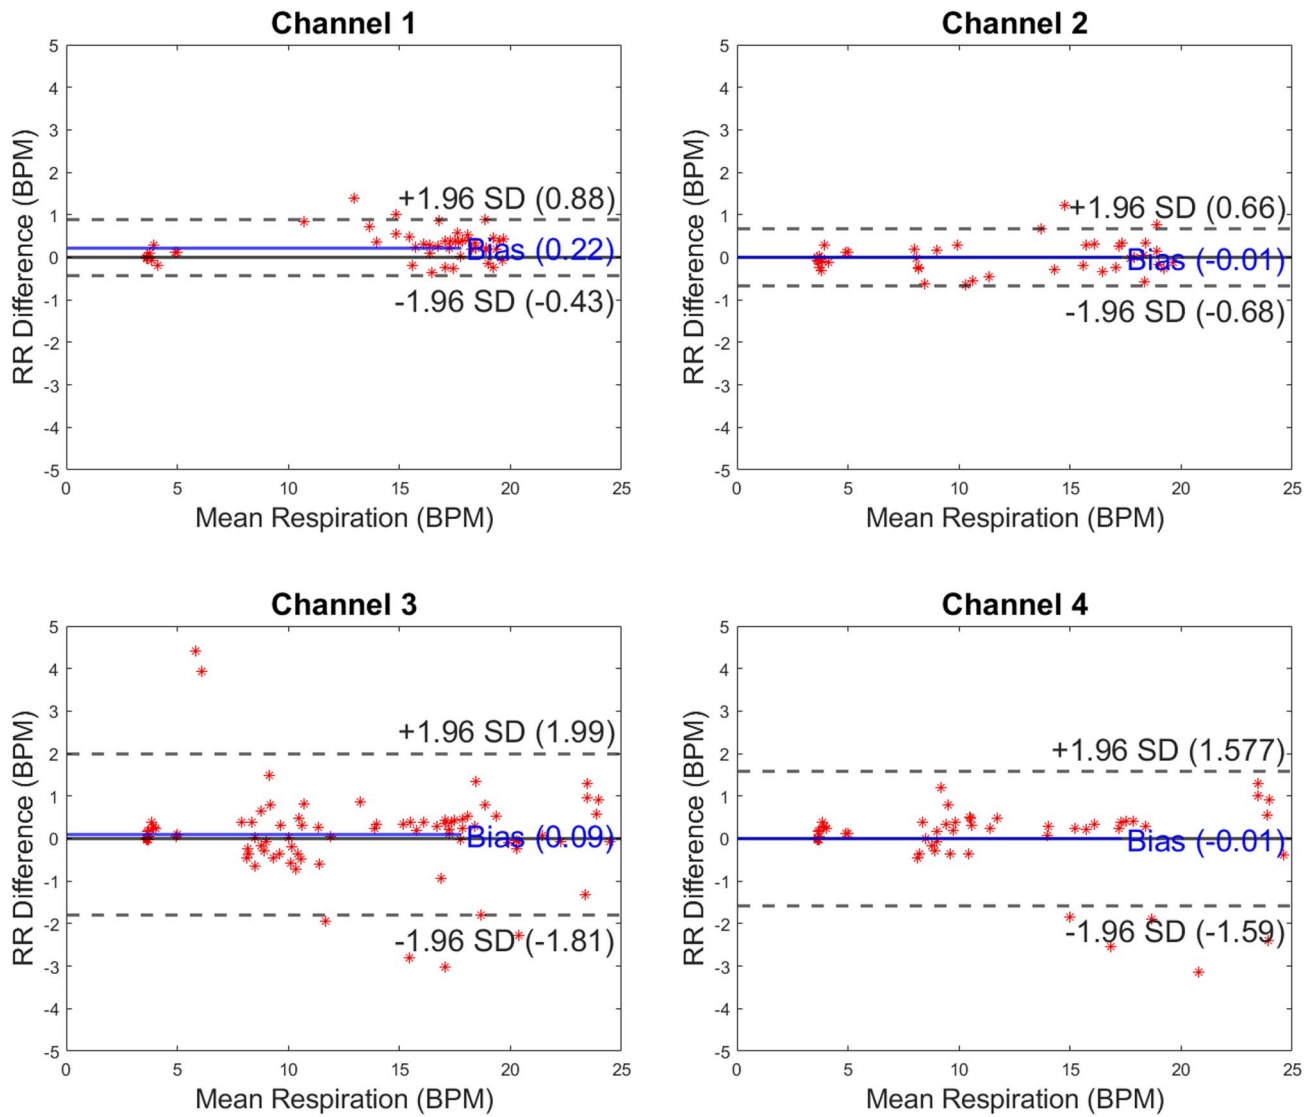 Channel 1
5
4
3
2
1
0
-1
-2
-3
-4
-5
RR Difference (BPM)
+1.96 SD (0.88)
Bias (0.22)
-1.96 SD (-0.43)
0 5 10 15 20 25
Mean Respiration (BPM)
Channel 2
5
4
3
2
1
0
-1
-2
-3
-4
-5
RR Difference (BPM)
+1.96 SD (0.66)
Bias (-0.01)
-1.96 SD (-0.68)
0 5 10 15 20 25
Mean Respiration (BPM)
Channel 3
5
4
3
2
1
0
-1
-2
-3
-4
-5
RR Difference (BPM)
+1.96 SD (1.99)
Bias (0.09)
-1.96 SD (-1.81)
0 5 10 15 20 25
Mean Respiration (BPM)
Channel 4
5
4
3
2
1
0
-1
-2
-3
-4
-5
RR Difference (BPM)
+1.96 SD (1.577)
Bias (-0.01)
-1.96 SD (-1.59)
0 5 10 15 20 25
Mean Respiration (BPM)